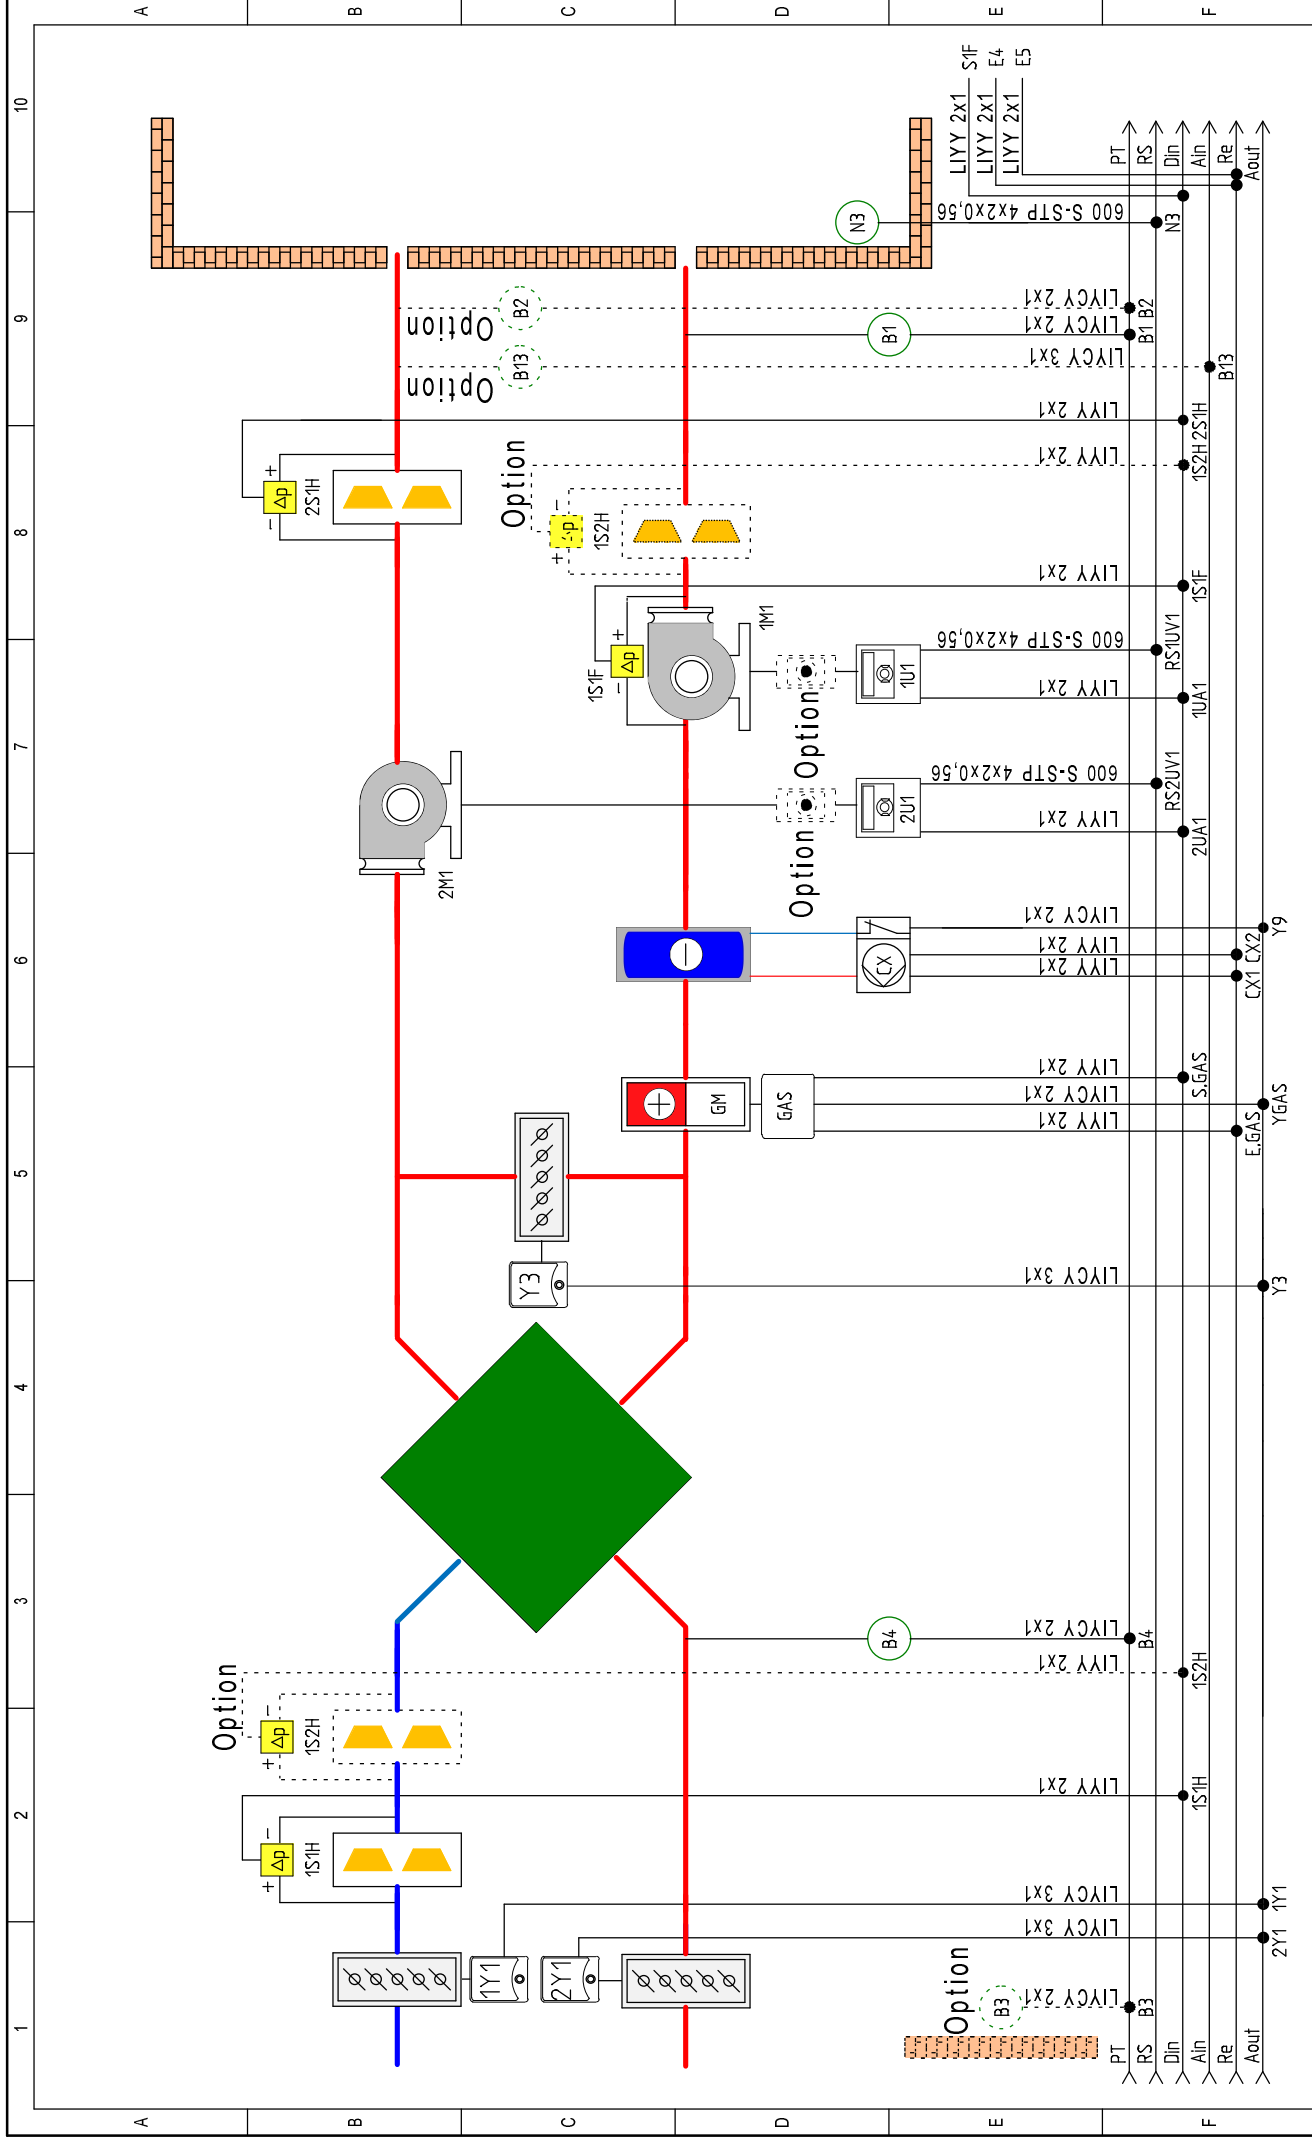 1 2 3 4 5 6 7 8 9 10
A A
B B
C C
D D
E E
F F
Option
+ Δp −
1S1H
+ Δp −
1S2H
− Δp +
2S1H
1Y1
2Y1
Y3
2M1
Option
+ Δp −
1S2H
Option
B13
Option
B2
− Δp +
1S1F
1M1
+
GM
GAS
−
Option
Option
CX
2U1
1U1
B4
B1
N3
Option
B3
S1F
E4
E5
LIYY 2x1
LIYY 2x1
LIYY 2x1
LIYCY 2x1
LIYCY 3x1
LIYCY 3x1
LIYY 2x1
LIYY 2x1
LIYCY 2x1
LIYCY 3x1
LIYY 2x1
LIYCY 2x1
LIYY 2x1
LIYY 2x1
LIYY 2x1
LIYCY 2x1
LIYY 2x1
600 S-STP 4x2x0,56
LIYY 2x1
600 S-STP 4x2x0,56
LIYY 2x1
LIYY 2x1
LIYY 2x1
LIYCY 3x1
LIYCY 2x1
LIYCY 2x1
600 S-STP 4x2x0,56
PT PT
B3 B4 B1 B2
RS RS
RS2UV1 RS1UV1 N3
Din Din
1S1H 1S2H S.GAS 2UA1 1UA1 1S1F 1S2H 2S1H
Ain Ain
B13
Re Re
E.GAS CX1 CX2
Aout Aout
2Y1 1Y1 Y3 YGAS Y9